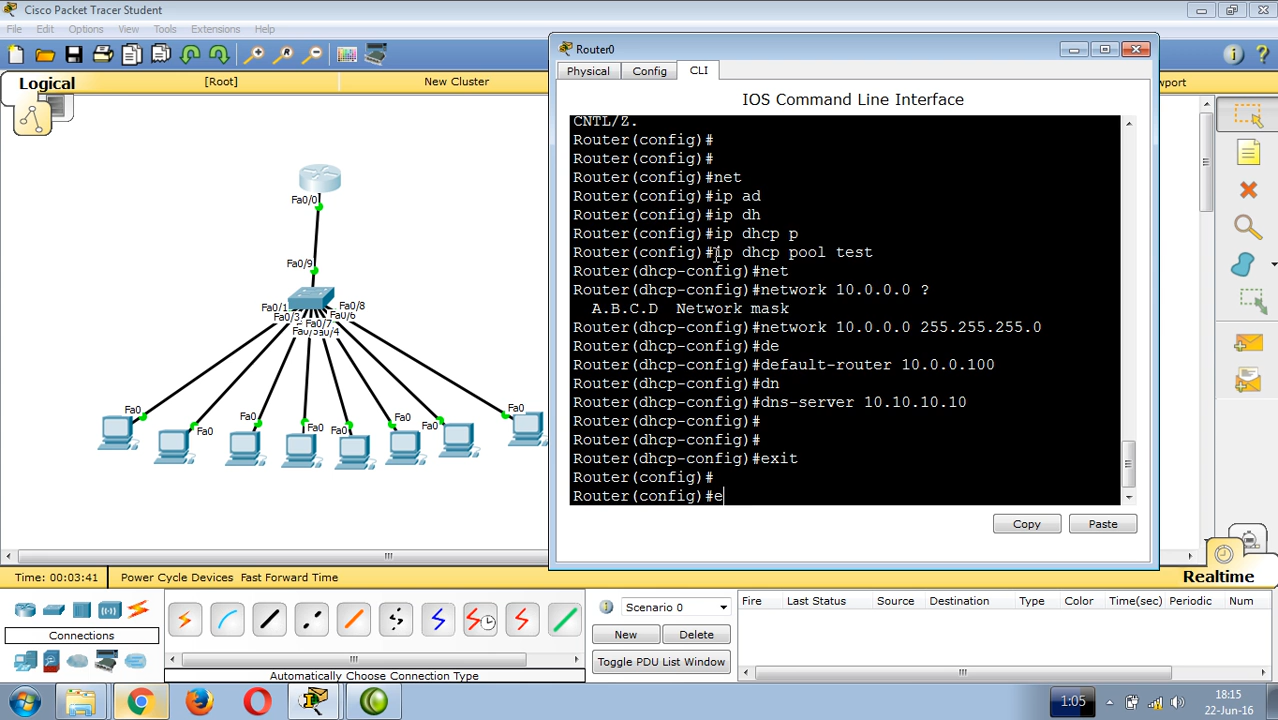 Cisco Packet Tracer Student
File Edit Options View Tools Extensions Help
Logical [Root] New Cluster wport
Router0
Physical Config CLI
IOS Command Line Interface
CNTL/Z.
Router(config)#
Router(config)#
Router(config)#net
Router(config)#ip ad
Router(config)#ip dh
Router(config)#ip dhcp p
Router(config)#ip dhcp pool test
Router(dhcp-config)#net
Router(dhcp-config)#network 10.0.0.0 ?
A.B.C.D Network mask
Router(dhcp-config)#network 10.0.0.0 255.255.255.0
Router(dhcp-config)#de
Router(dhcp-config)#default-router 10.0.0.100
Router(dhcp-config)#dn
Router(dhcp-config)#dns-server 10.10.10.10
Router(dhcp-config)#
Router(dhcp-config)#
Router(dhcp-config)#exit
Router(config)#
Router(config)#e
Copy Paste
Fa0/0
Fa0/9
Fa0/1 Fa0/8
Fa0/3 Fa0/7 Fa0/6
Fa0 Fa0 Fa0 Fa0 Fa0 Fa0 Fa0 Fa0
Time: 00:03:41 Power Cycle Devices Fast Forward Time
Realtime
Connections
Automatically Choose Connection Type
Scenario 0
New Delete
Toggle PDU List Window
Fire Last Status Source Destination Type Color Time(sec) Periodic Num
1:05
18:15
22-Jun-16